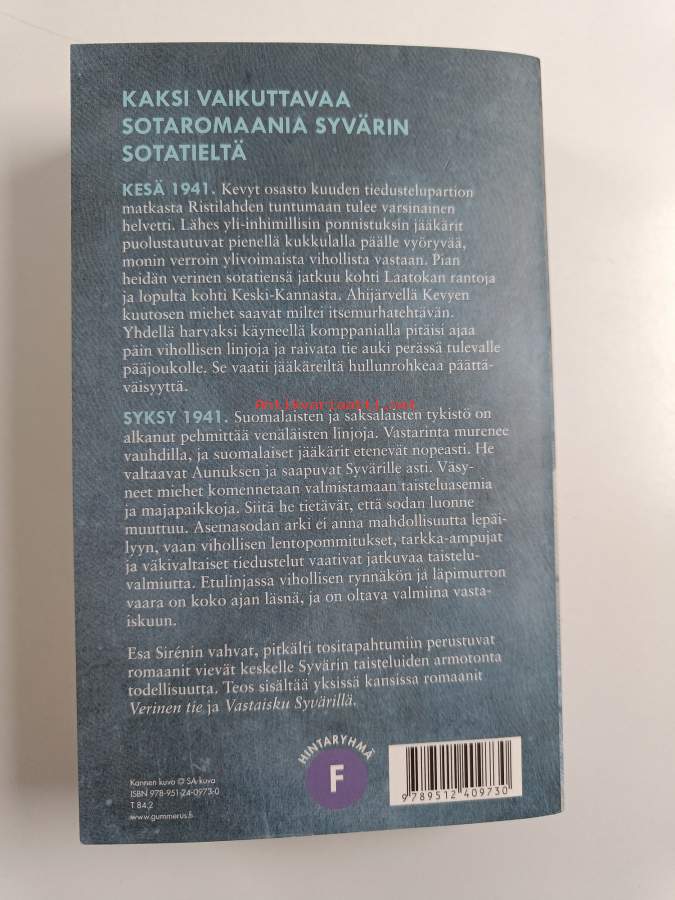 KAKSI VAIKUTTAVAA
SOTAROMAANIA SYVÄRIN
SOTATIELTÄ
KESÄ 1941. Kevyt osasto kuuden tiedustelupartion
matkasta Ristilahden tuntumaan tulee varsinainen
helvetti. Lähes yli-inhimillisin ponnistuksin jääkärit
puolustautuvat pienellä kukkulalla päälle vyöryvää,
monin verroin ylivoimaista vihollista vastaan. Pian
heidän verinen sotatiensä jatkuu kohti Laatokan rantoja
ja lopulta kohti Keski-Kannasta. Ahijärvellä Kevyen
kuutosen miehet saavat miltei itsemurhatehtävän.
Yhdellä harvaksi käyneellä komppanialla pitäisi ajaa
päin vihollisen linjoja ja raivata tie auki perässä tulevalle
pääjoukolle. Se vaatii jääkäreiltä hullunrohkeaa päättä-
väisyyttä.
Antikvariaatti.net
SYKSY 1941. Suomalaisten ja saksalaisten tykistö on
alkanut pehmittää venäläisten linjoja. Vastarinta murenee
vauhdilla, ja suomalaiset jääkärit etenevät nopeasti. He
valtaavat Aunuksen ja saapuvat Syvärille asti. Väsy-
neet miehet komennetaan valmistamaan taisteluasemia
ja majapaikkoja. Siitä he tietävät, että sodan luonne
muuttuu. Asemasodan arki ei anna mahdollisuutta lepäi-
lyyn, vaan vihollisen lentopommitukset, tarkka-ampujat
ja väkivaltaiset tiedustelut vaativat jatkuvaa taistelu-
valmiutta. Etulinjassa vihollisen rynnäkön ja läpimurron
vaara on koko ajan läsnä, ja on oltava valmiina vasta-
iskuun.
Esa Sirénin vahvat, pitkälti tositapahtumiin perustuvat
romaanit vievät keskelle Syvärin taisteluiden armotonta
todellisuutta. Teos sisältää yksissä kansissa romaanit
Verinen tie ja Vastaisku Syvärillä.
HINTARYHMÄ
F
Kannen kuva © SA-kuva
ISBN 978-951-24-0973-0
T 84.2
www.gummerus.fi
9789512409730